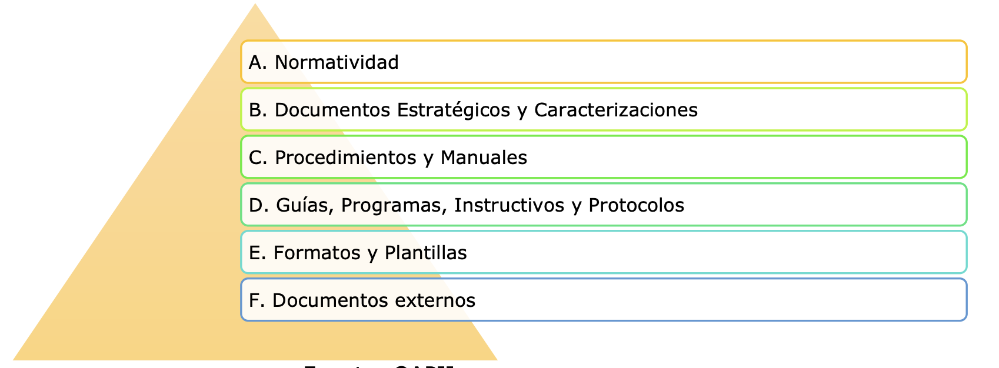 A. Normatividad
B. Documentos Estratégicos y Caracterizaciones
C. Procedimientos y Manuales
D. Guías, Programas, Instructivos y Protocolos
E. Formatos y Plantillas
F. Documentos externos